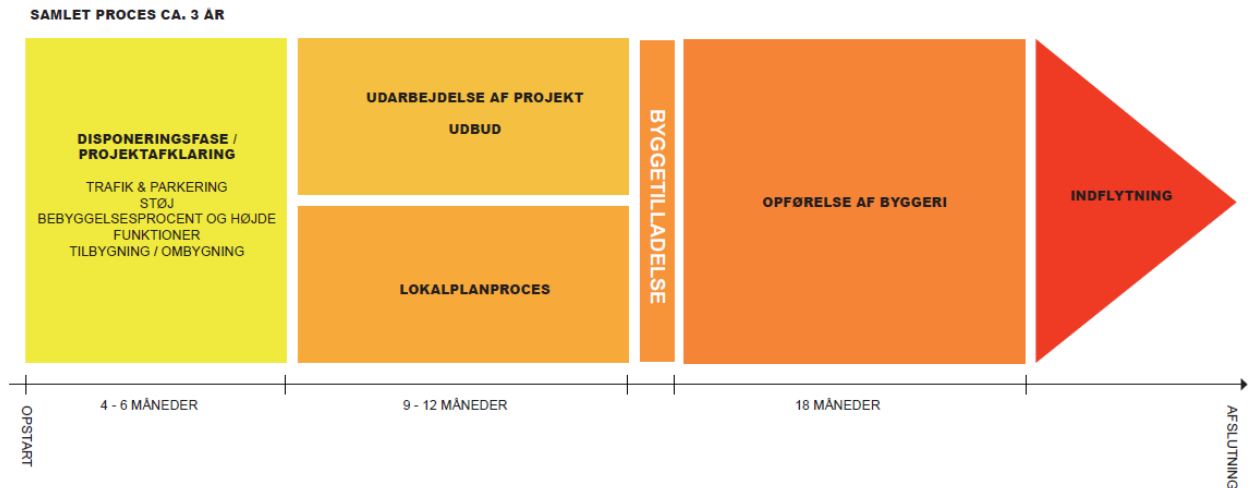 SAMLET PROCES CA. 3 ÅR
DISPONERINGSFASE /
PROJEKTAFKLARING
TRAFIK & PARKERING
STØJ
BEBYGGELSESPROCENT OG HØJDE
FUNKTIONER
TILBYGNING / OMBYGNING
UDARBEJDELSE AF PROJEKT
UDBUD
LOKALPLANPROCES
BYGGETILLADELSE
OPFØRELSE AF BYGGERI
INDFLYTNING
4 - 6 MÅNEDER
9 - 12 MÅNEDER
18 MÅNEDER
OPSTART
AFSLUTNING